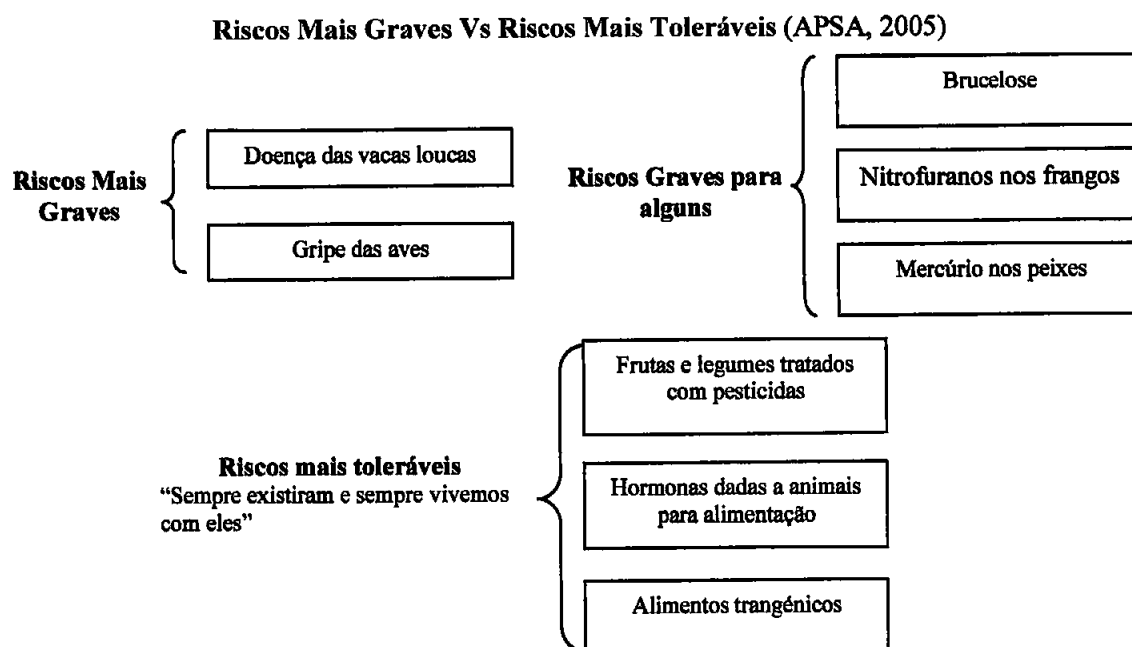 Riscos Mais Graves Vs Riscos Mais Toleráveis (APSA, 2005)
Riscos Mais
Graves
Doença das vacas loucas
Gripe das aves
Riscos Graves para
alguns
Brucelose
Nitrofuranos nos frangos
Mercúrio nos peixes
Riscos mais toleráveis
“Sempre existiram e sempre vivemos
com eles”
Frutas e legumes tratados
com pesticidas
Hormonas dadas a animais
para alimentação
Alimentos trangénicos